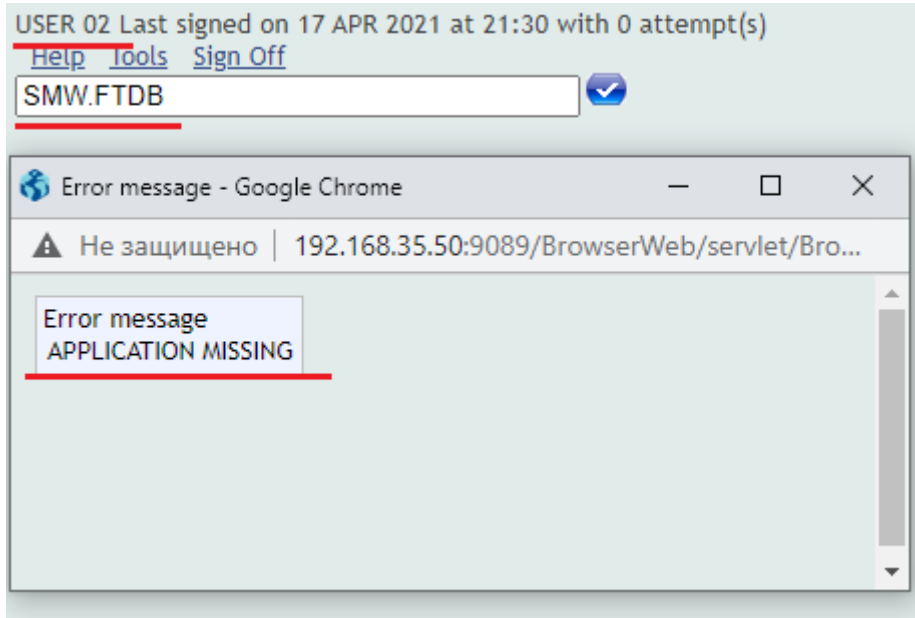 USER 02 Last signed on 17 APR 2021 at 21:30 with 0 attempt(s)
Help Tools Sign Off
SMW.FTDB
Error message - Google Chrome
Не защищено 192.168.35.50:9089/BrowserWeb/servlet/Bro...
Error message
APPLICATION MISSING